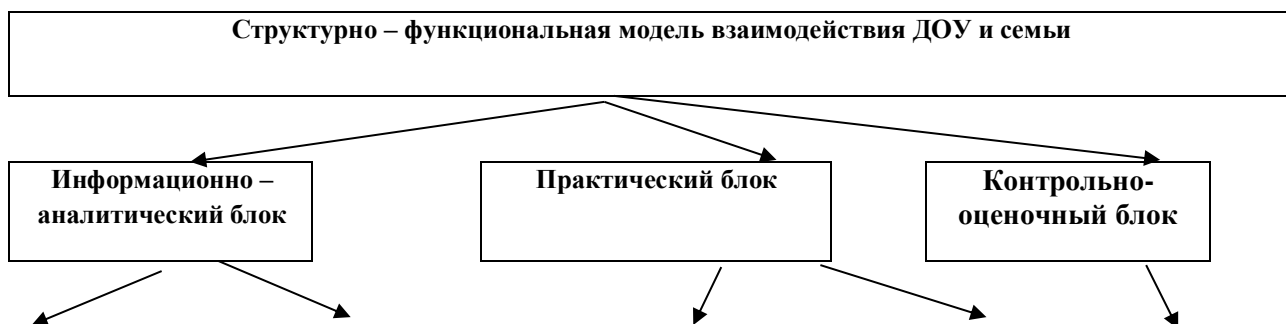 Структурно – функциональная модель взаимодействия ДОУ и семьи
Информационно –
аналитический блок
Практический блок
Контрольно-
оценочный блок